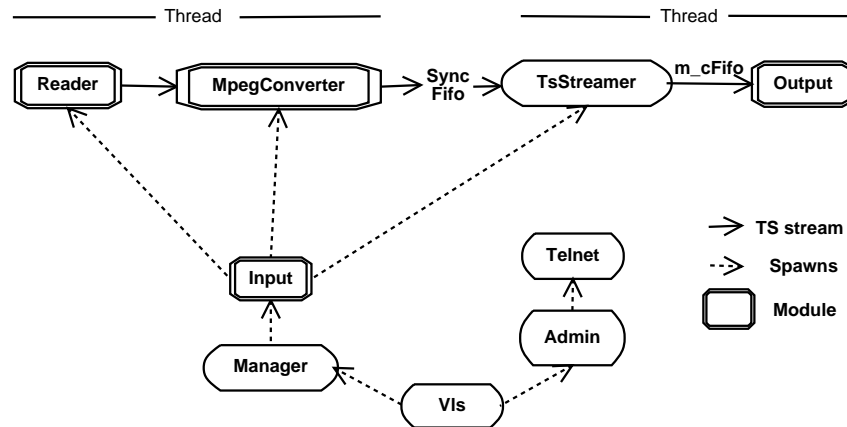 Thread
Thread
Reader
MpegConverter
Sync
Fifo
TsStreamer
m_cFifo
Output
TS stream
Telnet
Spawns
Input
Module
Admin
Manager
Vls